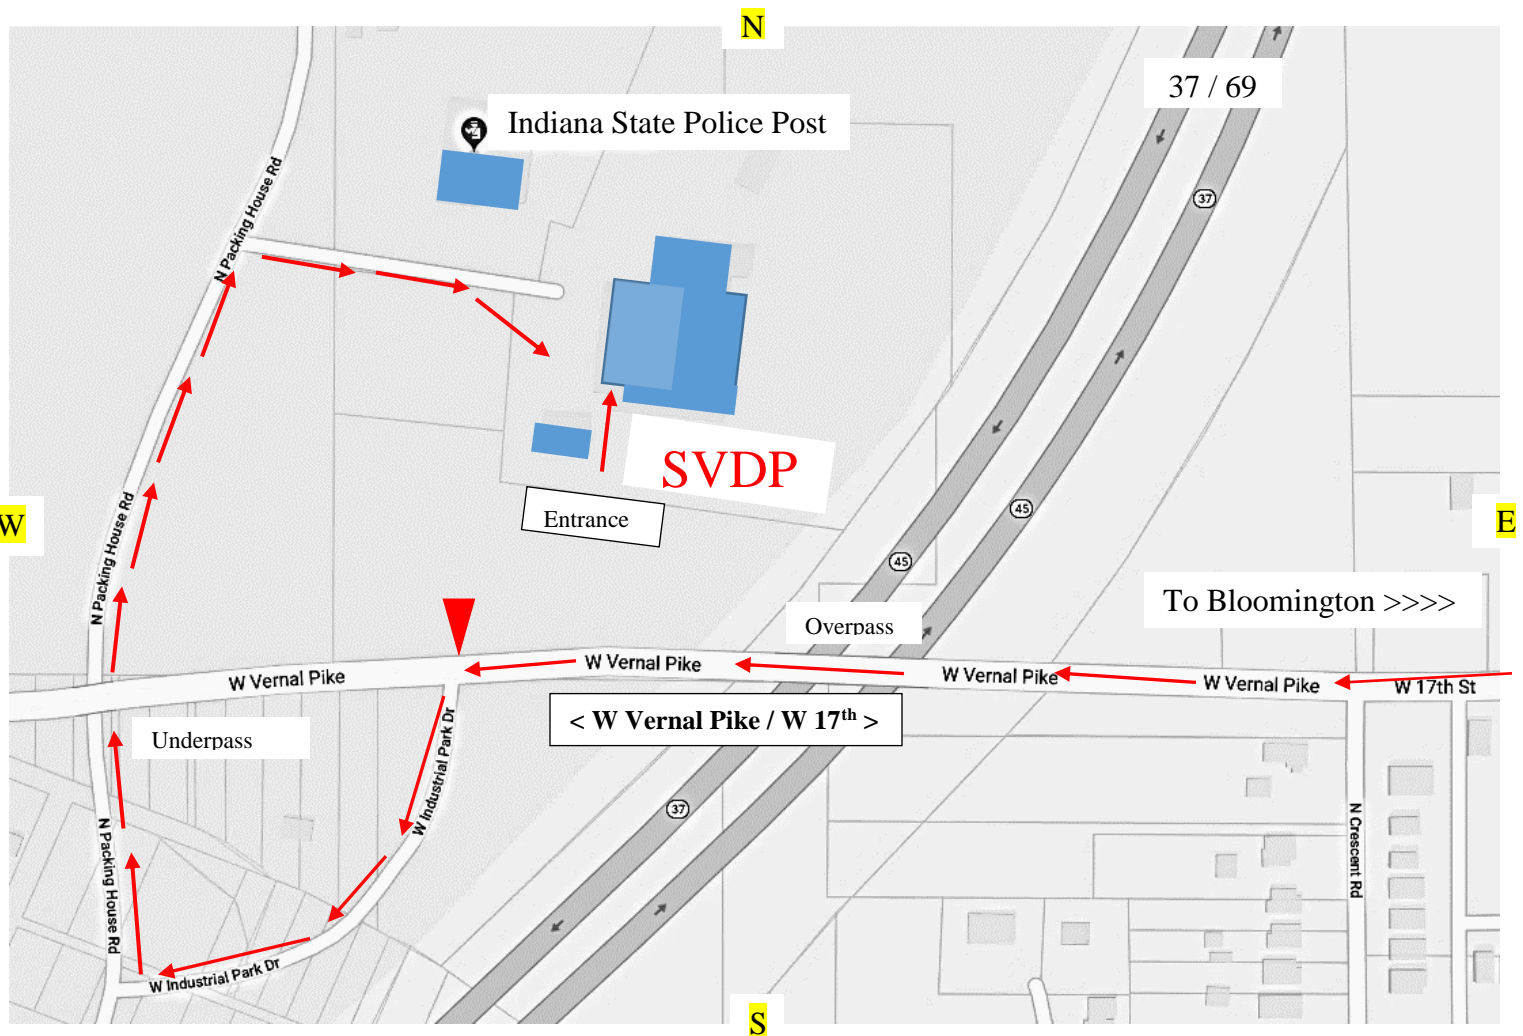 N
37 / 69
Indiana State Police Post
N Packing House Rd
37
SVDP
Entrance
N Packing House Rd
W
E
45
45
To Bloomington >>>>
Overpass
W Vernal Pike
W Vernal Pike
W Vernal Pike
W Vernal Pike
W 17th St
< W Vernal Pike / W 17th >
Underpass
W Industrial Park Dr
37
N Packing House Rd
N Crescent Rd
W Industrial Park Dr
S